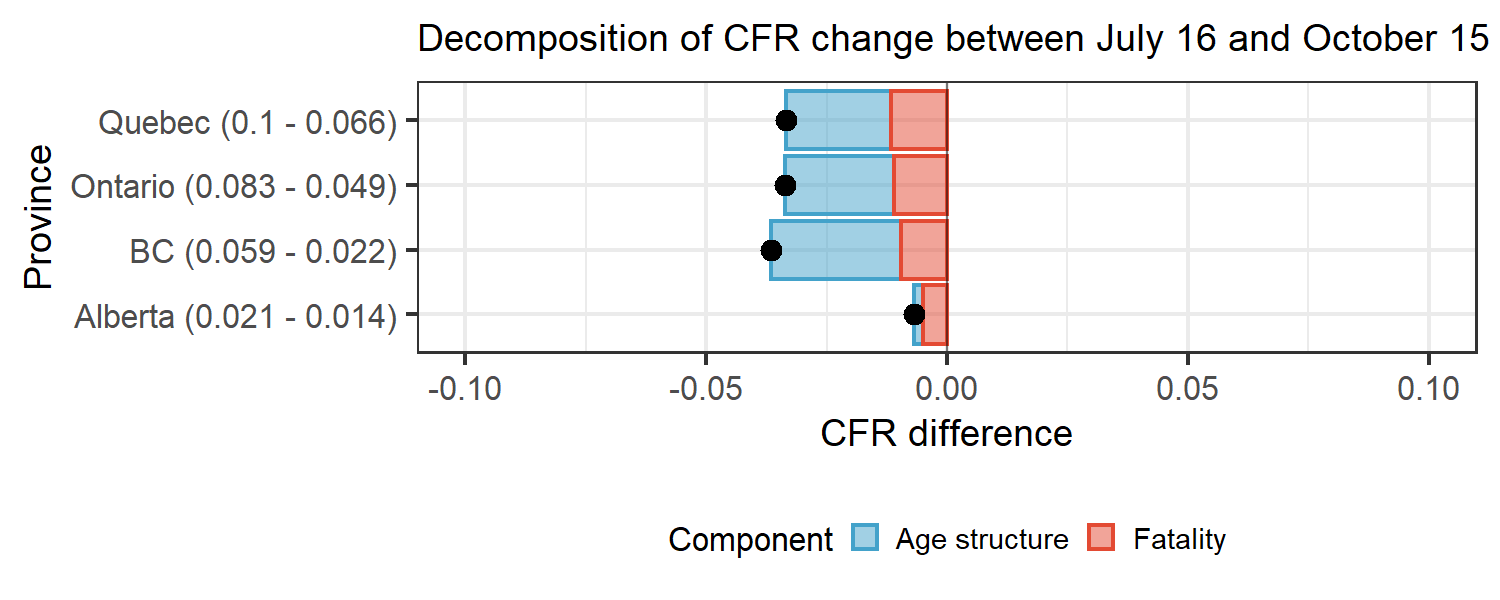 Decomposition of CFR change between July 16 and October 15
Province
Quebec (0.1 - 0.066)
Ontario (0.083 - 0.049)
BC (0.059 - 0.022)
Alberta (0.021 - 0.014)
-0.10 -0.05 0.00 0.05 0.10
CFR difference
Component Age structure Fatality